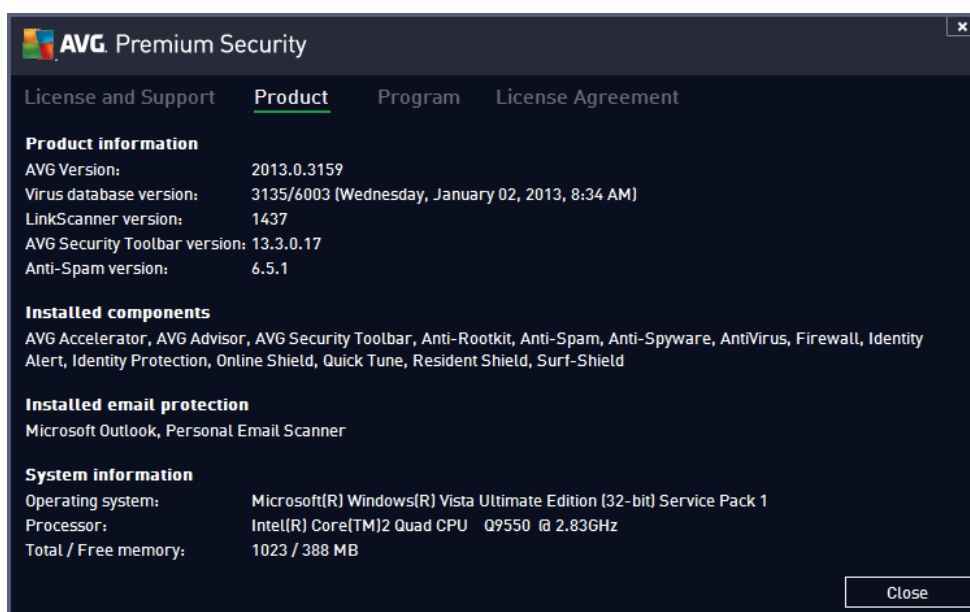 AVG. Premium Security
License and Support Product Program License Agreement
Product information
AVG Version: 2013.0.3159
Virus database version: 3135/6003 (Wednesday, January 02, 2013, 8:34 AM)
LinkScanner version: 1437
AVG Security Toolbar version: 13.3.0.17
Anti-Spam version: 6.5.1
Installed components
AVG Accelerator, AVG Advisor, AVG Security Toolbar, Anti-Rootkit, Anti-Spam, Anti-Spyware, AntiVirus, Firewall, Identity
Alert, Identity Protection, Online Shield, Quick Tune, Resident Shield, Surf-Shield
Installed email protection
Microsoft Outlook, Personal Email Scanner
System information
Operating system: Microsoft(R) Windows(R) Vista Ultimate Edition (32-bit) Service Pack 1
Processor: Intel(R) Core(TM)2 Quad CPU Q9550 @ 2.83GHz
Total / Free memory: 1023 / 388 MB
Close